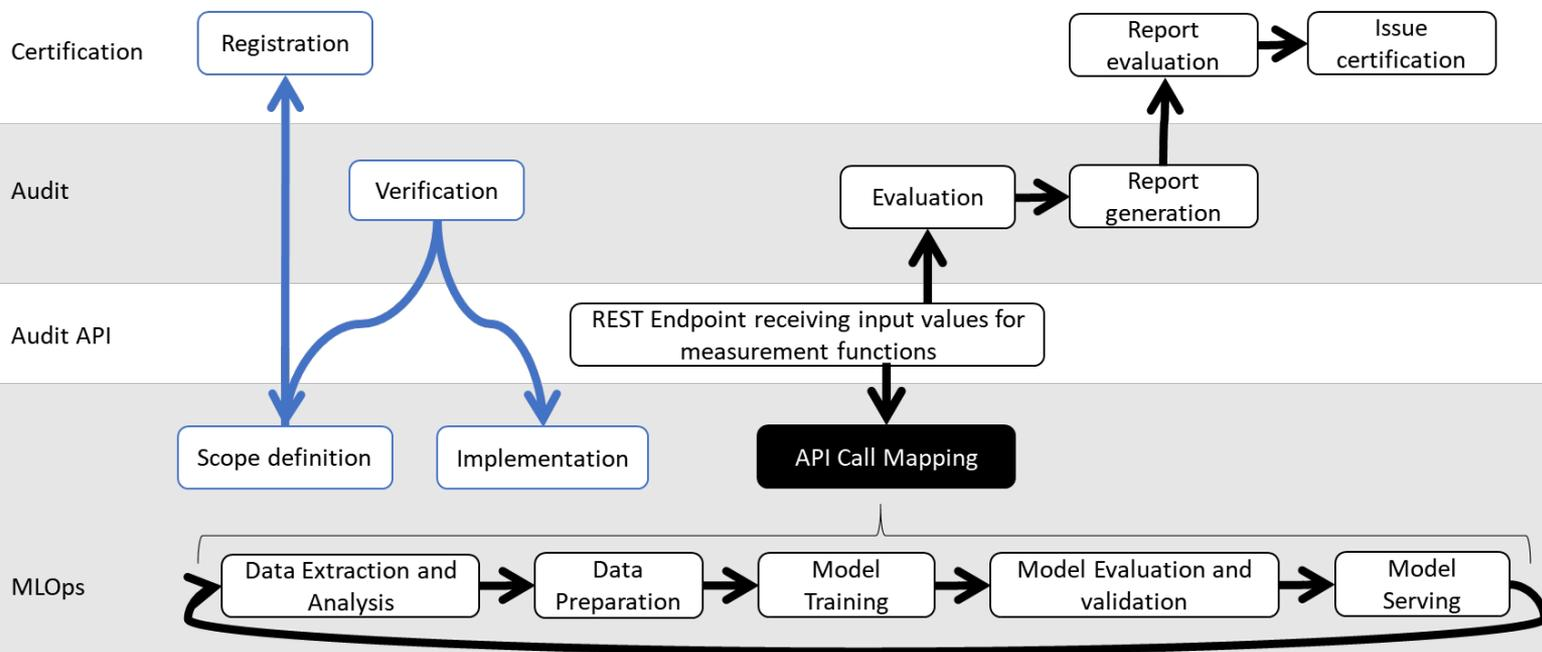 Certification
Registration
Report
evaluation
Issue
certification
Audit
Verification
Evaluation
Report
generation
Audit API
REST Endpoint receiving input values for
measurement functions
Scope definition
Implementation
API Call Mapping
MLOps
Data Extraction and
Analysis
Data
Preparation
Model
Training
Model Evaluation and
validation
Model
Serving